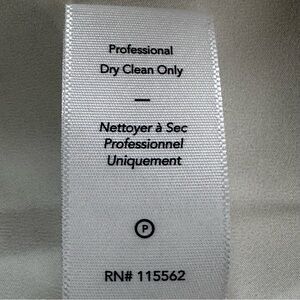 Professional
Dry Clean Only
—
Nettoyer à Sec
Professionnel
Uniquement
P
RN# 115562